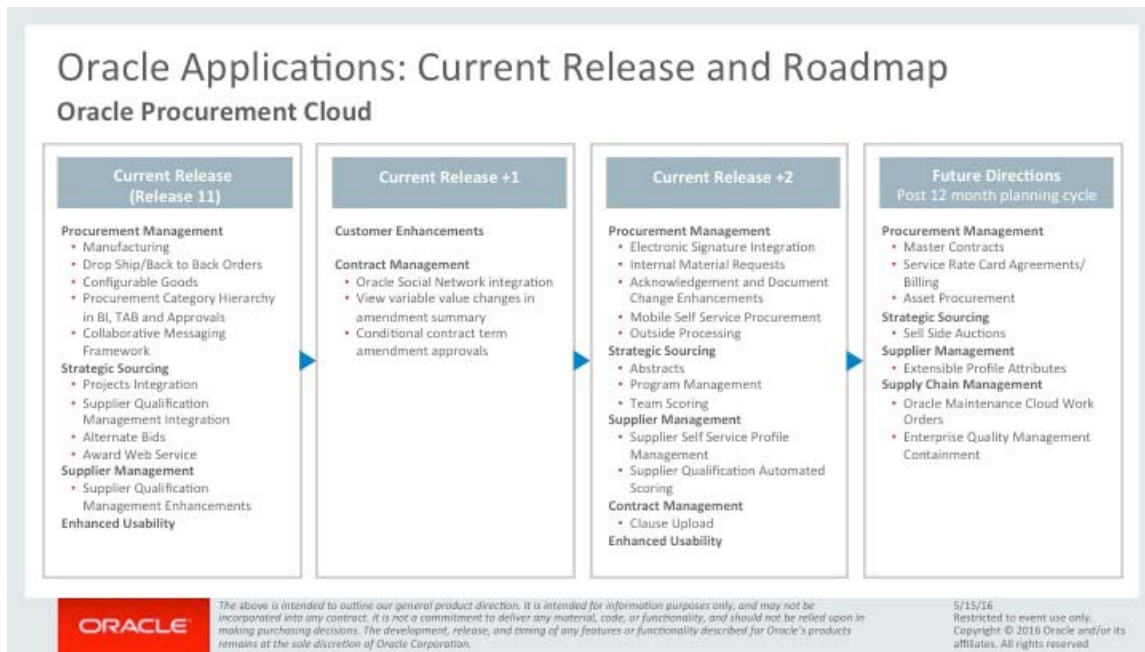 Oracle Applications: Current Release and Roadmap
Oracle Procurement Cloud
Current Release
(Release 11)
Procurement Management
• Manufacturing
• Drop Ship/Back to Back Orders
• Configurable Goods
• Procurement Category Hierarchy
in BI, TAB and Approvals
• Collaborative Messaging
Framework
Strategic Sourcing
• Projects Integration
• Supplier Qualification
Management Integration
• Alternate Bids
• Award Web Service
Supplier Management
• Supplier Qualification
Management Enhancements
Enhanced Usability
Current Release +1
Customer Enhancements
Contract Management
• Oracle Social Network integration
• View variable value changes in
amendment summary
• Conditional contract term
amendment approvals
Current Release +2
Procurement Management
• Electronic Signature Integration
• Internal Material Requests
• Acknowledgement and Document
Change Enhancements
• Mobile Self Service Procurement
• Outside Processing
Strategic Sourcing
• Abstracts
• Program Management
• Team Scoring
Supplier Management
• Supplier Self Service Profile
Management
• Supplier Qualification Automated
Scoring
Contract Management
• Clause Upload
Enhanced Usability
Future Directions
Post 12 month planning cycle
Procurement Management
• Master Contracts
• Service Rate Card Agreements/
Billing
• Asset Procurement
Strategic Sourcing
• Sell Side Auctions
Supplier Management
• Extensible Profile Attributes
Supply Chain Management
• Oracle Maintenance Cloud Work
Orders
• Enterprise Quality Management
Containment
ORACLE
The above is intended to outline our general product direction. It is intended for information purposes only, and may not be
incorporated into any contract. It is not a commitment to deliver any material, code, or functionality, and should not be relied upon in
making purchasing decisions. The development, release, and timing of any features or functionality described for Oracle's products
remains at the sole discretion of Oracle Corporation.
5/15/16
Restricted to event use only.
Copyright © 2016 Oracle and/or its
affiliates. All rights reserved